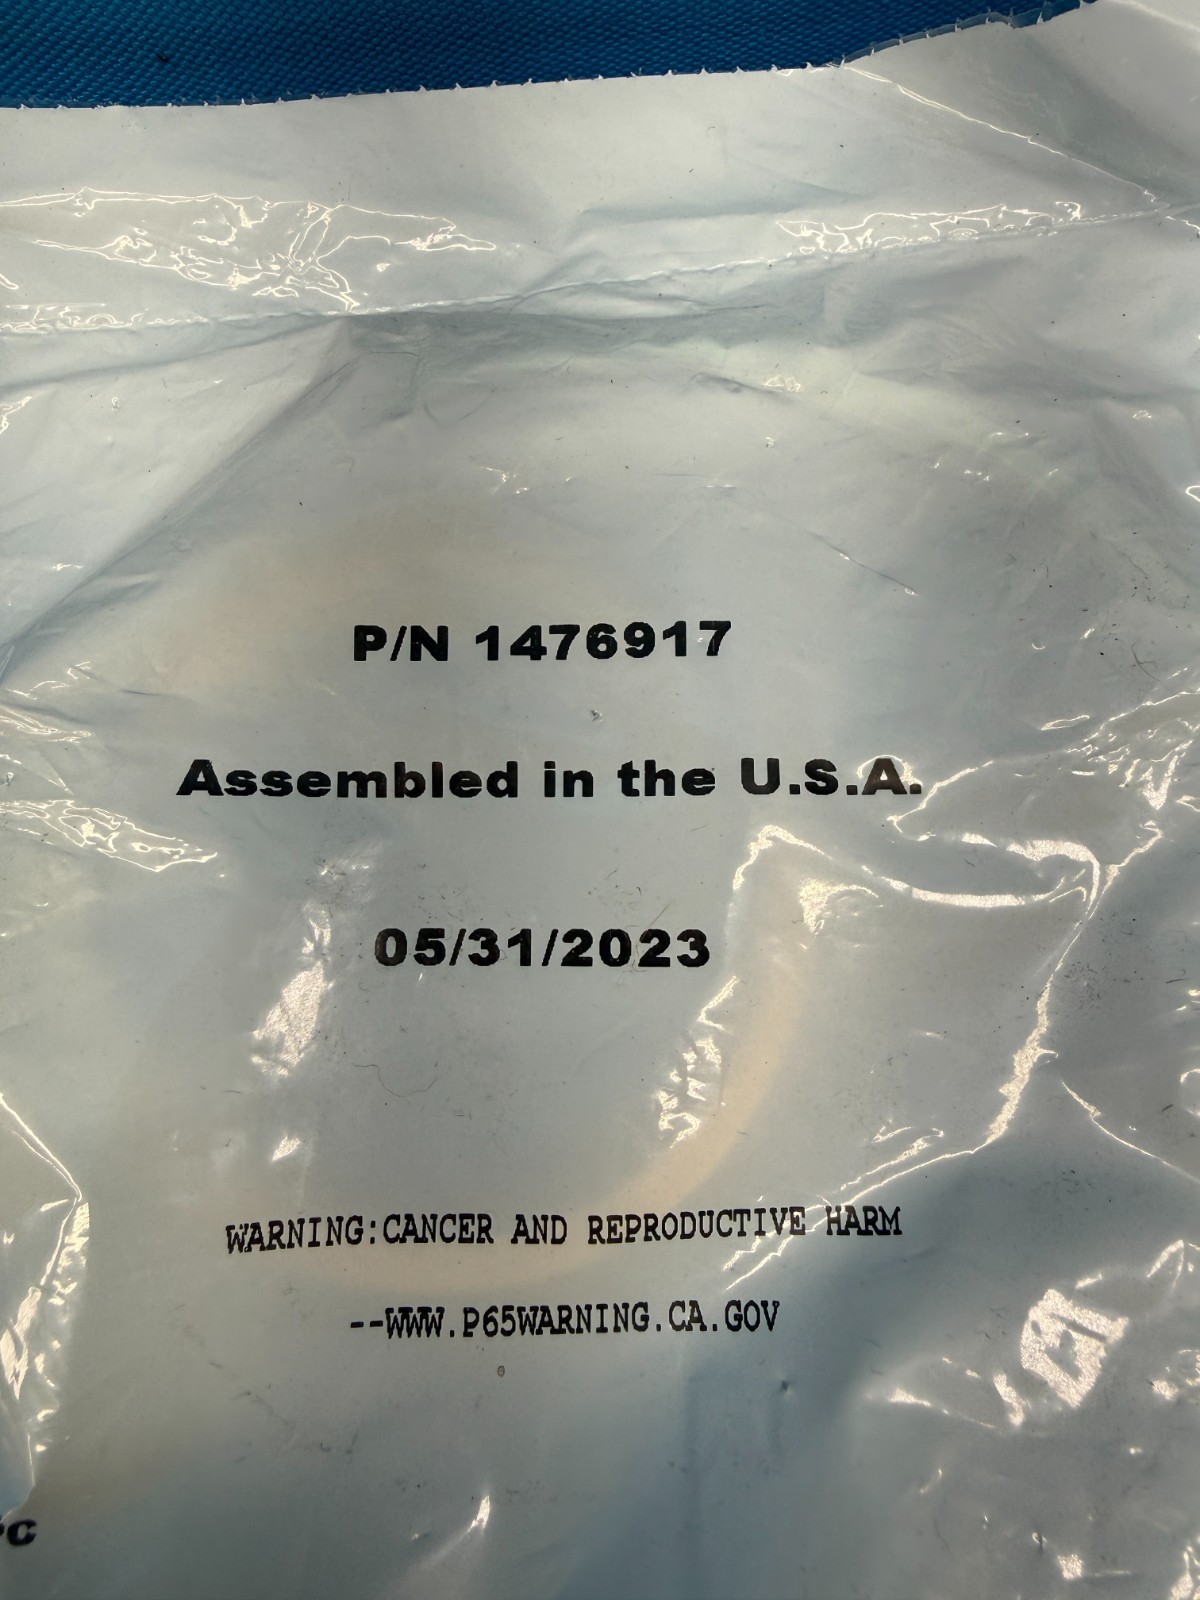 P/N 1476917
Assembled in the U.S.A.
05/31/2023
WARNING:CANCER AND REPRODUCTIVE HARM
--WWW.P65WARNING.CA.GOV